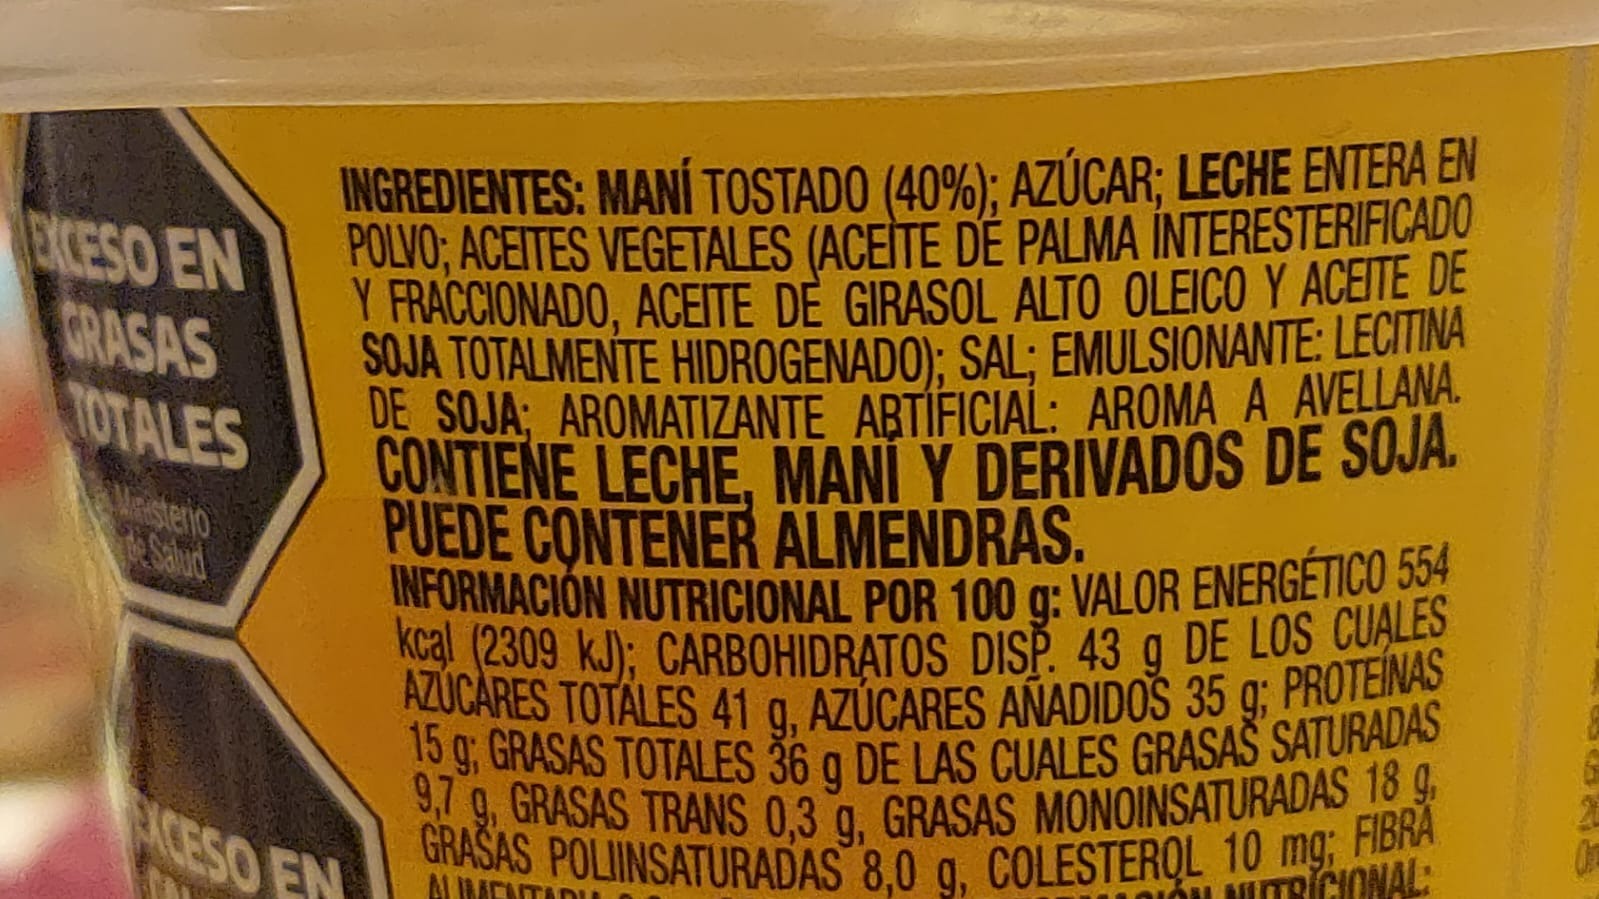 EXCESO EN
GRASAS
TOTALES
Ministerio
de Salud
EXCESO EN
INGREDIENTES: MANÍ TOSTADO (40%); AZÚCAR; LECHE ENTERA EN
POLVO; ACEITES VEGETALES (ACEITE DE PALMA INTERESTERIFICADO
Y FRACCIONADO, ACEITE DE GIRASOL ALTO OLEICO Y ACEITE DE
SOJA TOTALMENTE HIDROGENADO); SAL; EMULSIONANTE: LECITINA
DE SOJA; AROMATIZANTE ARTIFICIAL: AROMA A AVELLANA.
CONTIENE LECHE, MANÍ Y DERIVADOS DE SOJA.
PUEDE CONTENER ALMENDRAS.
INFORMACIÓN NUTRICIONAL POR 100 g: VALOR ENERGÉTICO 554
kcal (2309 kJ); CARBOHIDRATOS DISP. 43 g DE LOS CUALES
AZÚCARES TOTALES 41 g, AZÚCARES AÑADIDOS 35 g; PROTEÍNAS
15 g; GRASAS TOTALES 36 g DE LAS CUALES GRASAS SATURADAS
9,7 g, GRASAS TRANS 0,3 g, GRASAS MONOINSATURADAS 18 g,
GRASAS POLIINSATURADAS 8,0 g, COLESTEROL 10 mg; FIBRA
NUTRICIONAL: